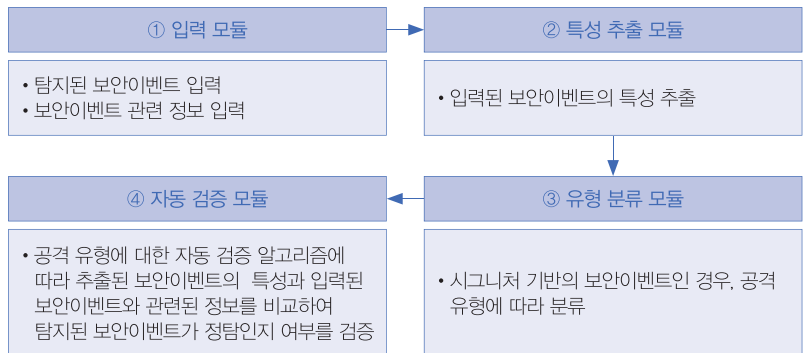 ① 입력 모듈
• 탐지된 보안이벤트 입력
• 보안이벤트 관련 정보 입력
② 특성 추출 모듈
• 입력된 보안이벤트의 특성 추출
③ 유형 분류 모듈
• 시그니처 기반의 보안이벤트인 경우, 공격
유형에 따라 분류
④ 자동 검증 모듈
• 공격 유형에 대한 자동 검증 알고리즘에
따라 추출된 보안이벤트의 특성과 입력된
보안이벤트와 관련된 정보를 비교하여
탐지된 보안이벤트가 정탐인지 여부를 검증